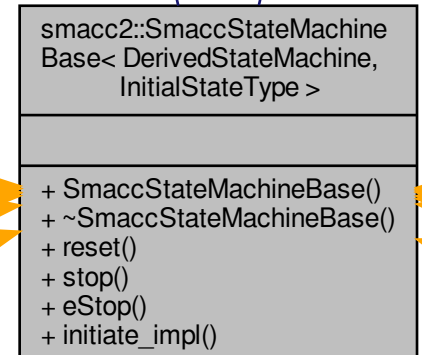 smacc2::SmaccStateMachine
Base< DerivedStateMachine,
InitialStateType >
+ SmaccStateMachineBase()
+ ~SmaccStateMachineBase()
+ reset()
+ stop()
+ eStop()
+ initiate_impl()